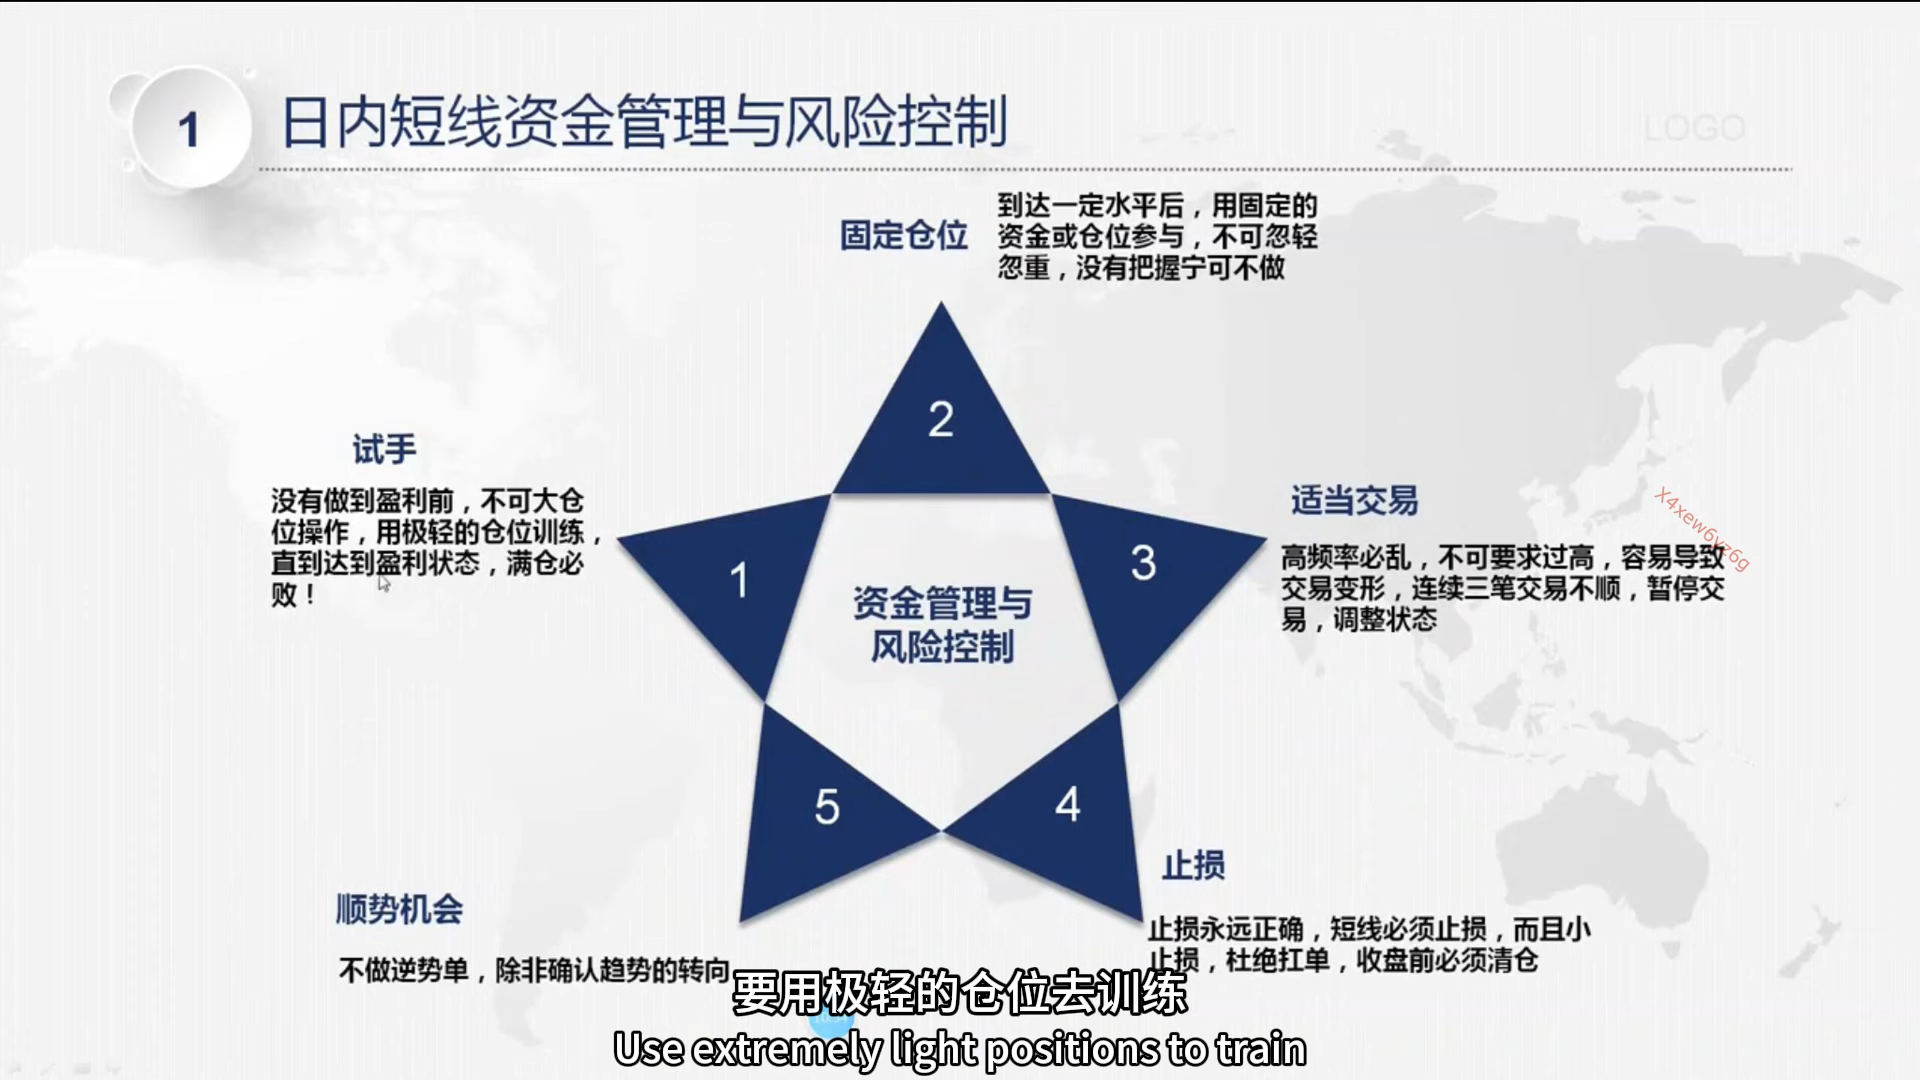 1
日内短线资金管理与风险控制
LOGO
固定仓位
到达一定水平后，用固定的
资金或仓位参与，不可忽轻
忽重，没有把握宁可不做
2
试手
没有做到盈利前，不可大仓
位操作，用极轻的仓位训练，
直到达到盈利状态，满仓必
败！
1
适当交易
高频率必乱，不可要求过高，容易导致
交易变形，连续三笔交易不顺，暂停交
易，调整状态
3
X4xew6vz6g
资金管理与
风险控制
5
4
止损
止损永远正确，短线必须止损，而且小
止损，杜绝扛单，收盘前必须清仓
顺势机会
不做逆势单，除非确认趋势的转向
要用极轻的仓位去训练
Use extremely light positions to train